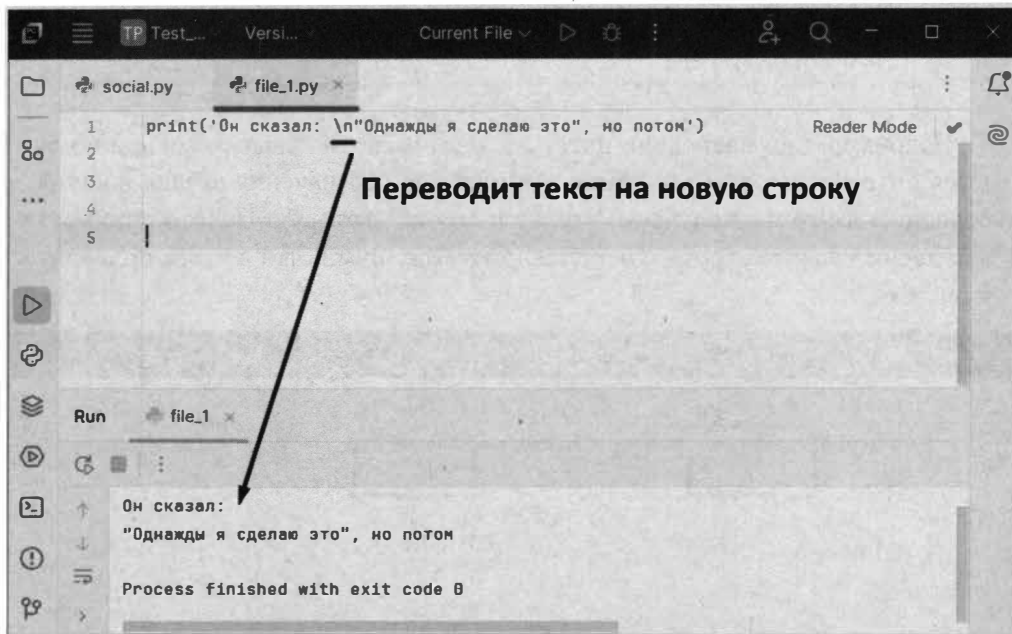 TP Test_... Versi... Current File
social.py file_1.py
1 print('Он сказал: \n"Однажды я сделаю это", но потом') Reader Mode
2
3
Переводит текст на новую строку
4
5
Run file_1
Он сказал:
"Однажды я сделаю это", но потом
Process finished with exit code 0